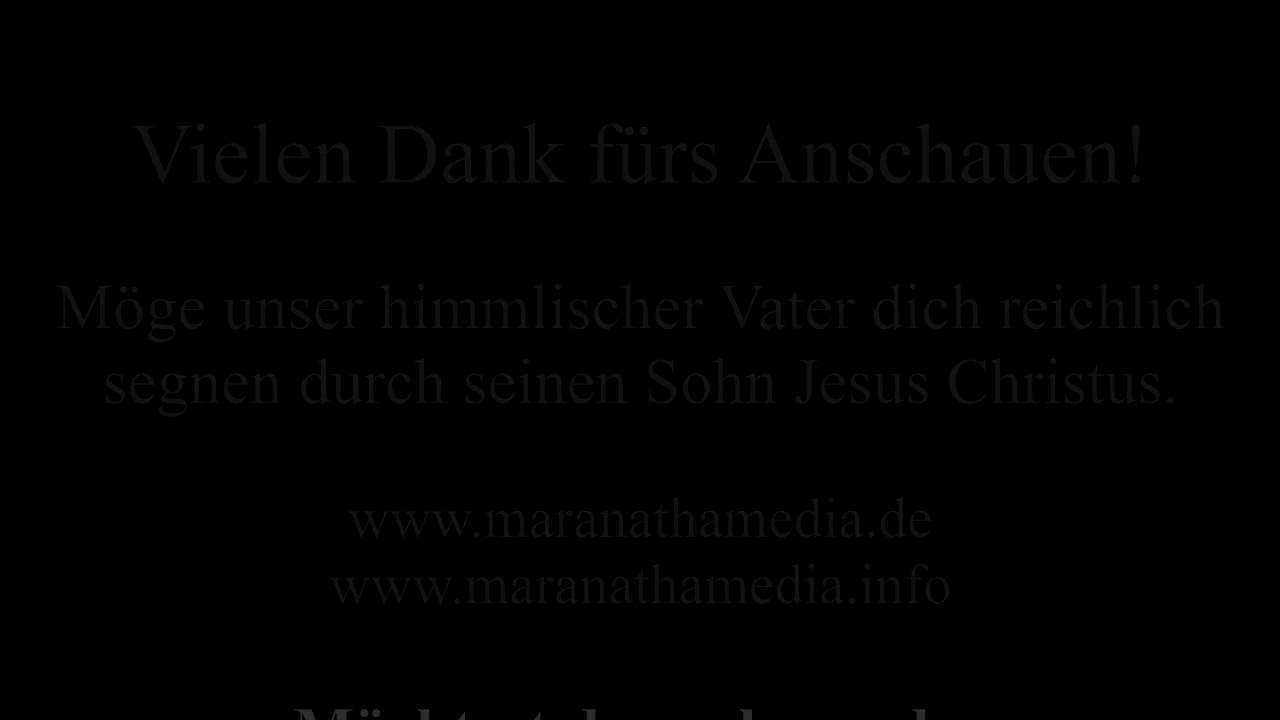 Vielen Dank fürs Anschauen!
Möge unser himmlischer Vater dich reichlich
segnen durch seinen Sohn Jesus Christus.
www.maranathamedia.de
www.maranathamedia.info